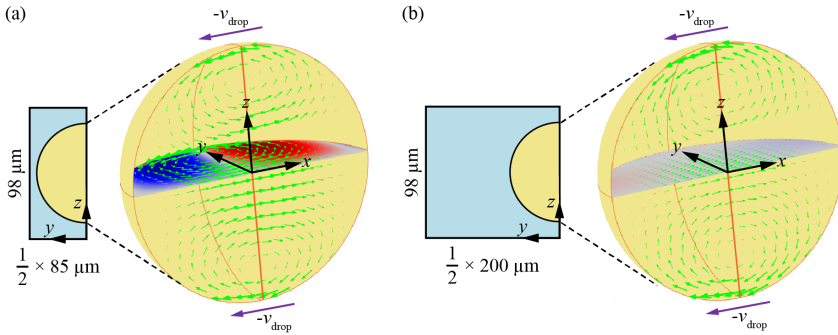 (a)
-v_drop
98 µm
z
y
x
z
y
1/2 × 85 µm
-v_drop
(b)
-v_drop
98 µm
z
y
x
z
y
1/2 × 200 µm
-v_drop